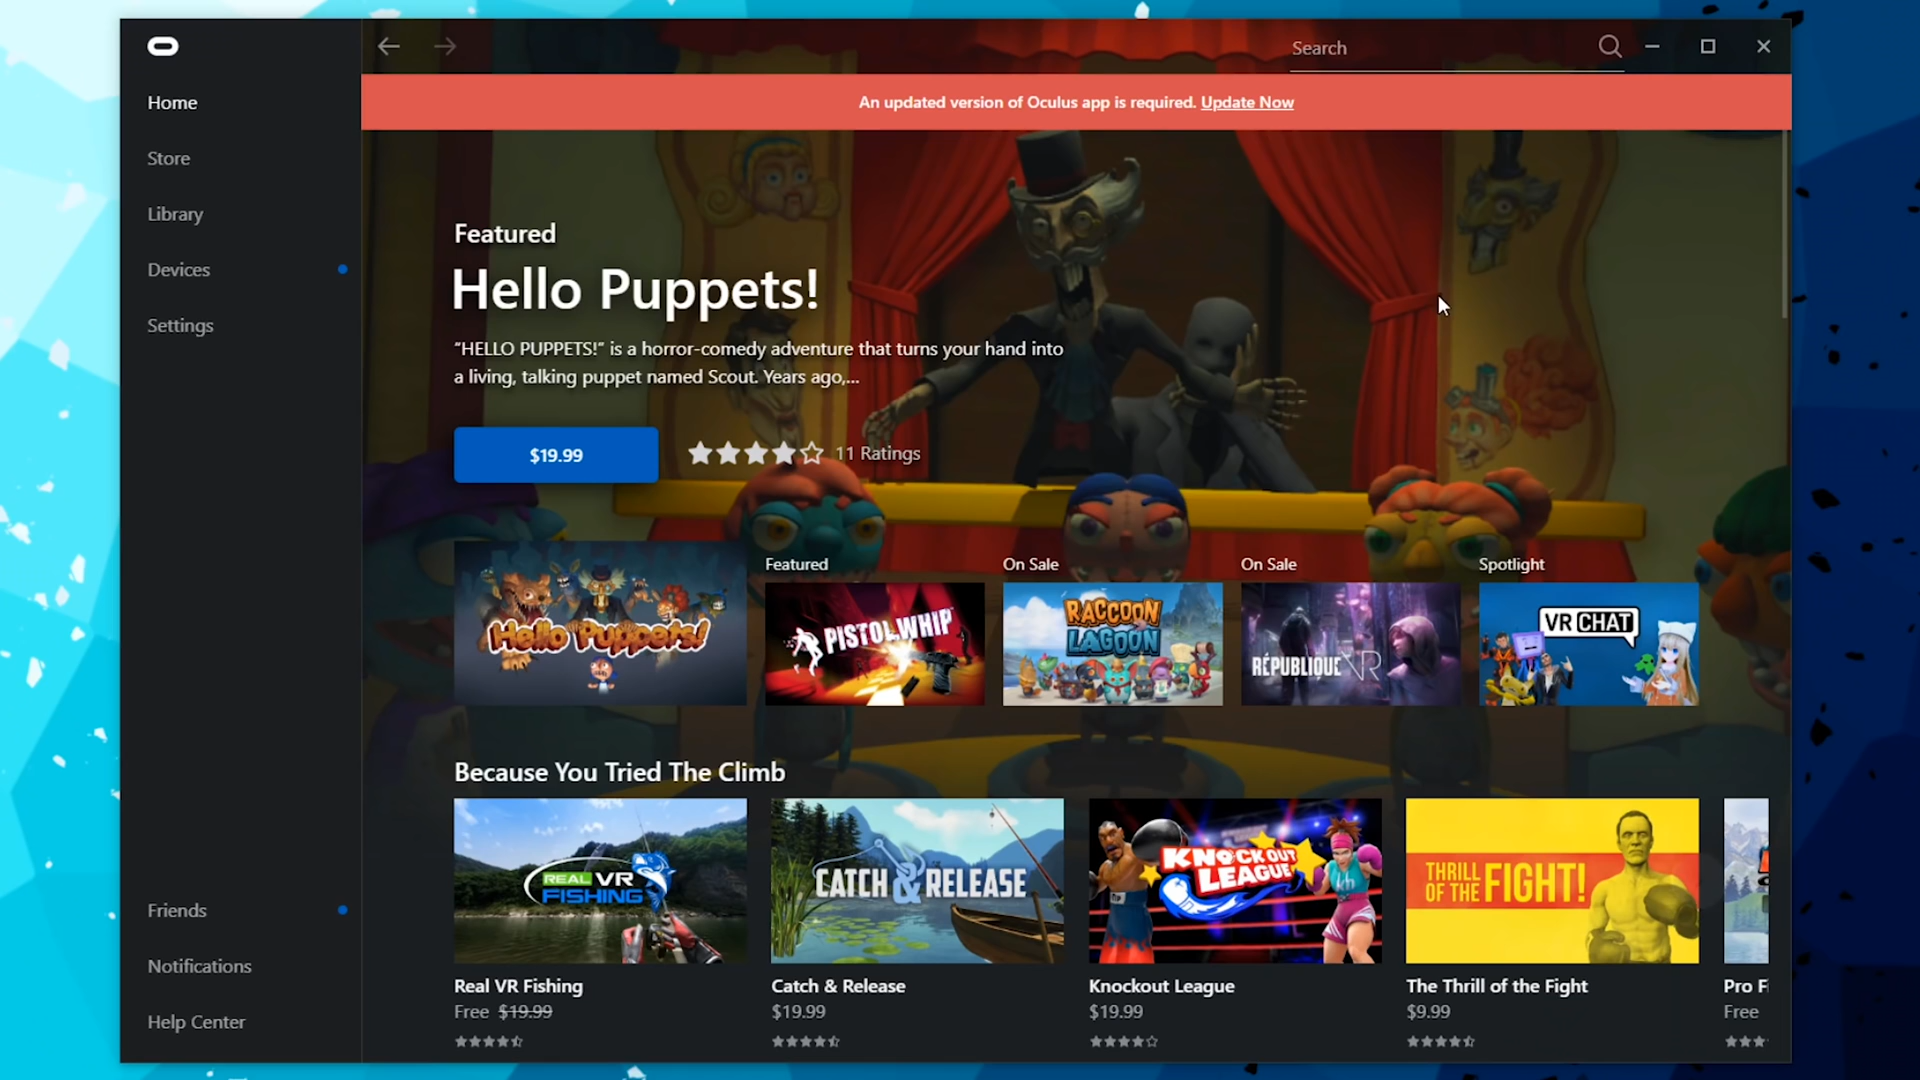 Search
Home
Store
Library
Devices
Settings
Friends
Notifications
Help Center
An updated version of Oculus app is required. Update Now
Featured
Hello Puppets!
“HELLO PUPPETS!” is a horror-comedy adventure that turns your hand into
a living, talking puppet named Scout. Years ago,...
$19.99
11 Ratings
Hello Puppets!
Featured
PISTOL WHIP
On Sale
RACCOON
LAGOON
On Sale
RÉPUBLIQUE VR
Spotlight
VR CHAT
Because You Tried The Climb
REAL VR
FISHING
Real VR Fishing
Free $19.99
CATCH & RELEASE
Catch & Release
$19.99
KNOCKOUT
LEAGUE
Knockout League
$19.99
THRILL
OF THE FIGHT!
The Thrill of the Fight
$9.99
Pro F
Free